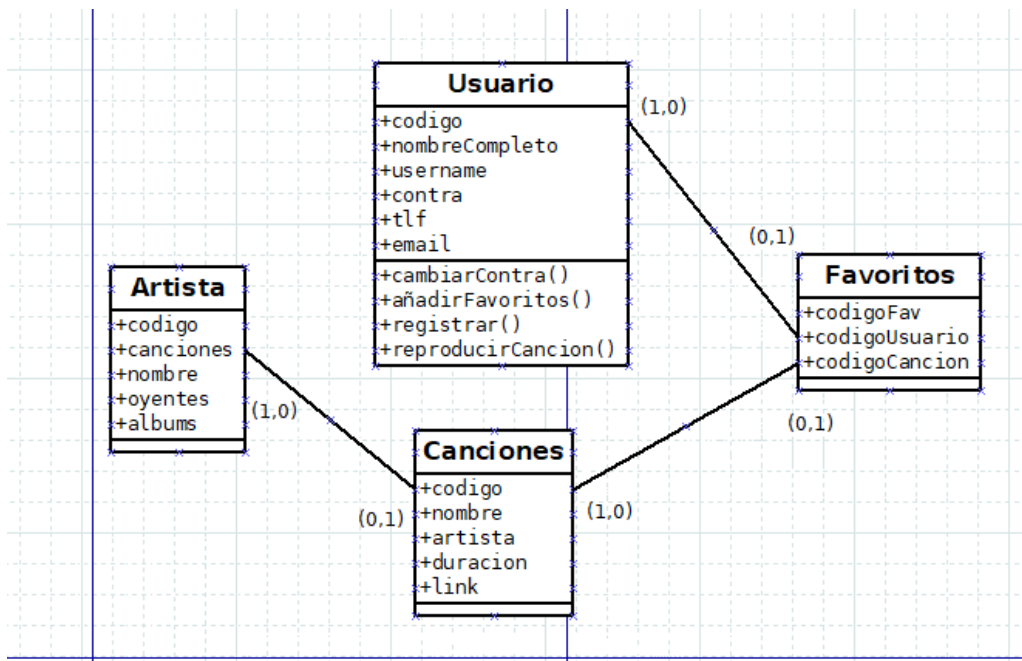 Usuario
+codigo
+nombreCompleto
+username
+contra
+tlf
+email
+cambiarContra()
+añadirFavoritos()
+registrar()
+reproducirCancion()
(1,0)
(0,1)
Favoritos
+codigoFav
+codigoUsuario
+codigoCancion
(0,1)
Artista
+codigo
+canciones
+nombre
+oyentes
+albums
(1,0)
(0,1)
Canciones
+codigo
+nombre
+artista
+duracion
+link
(1,0)